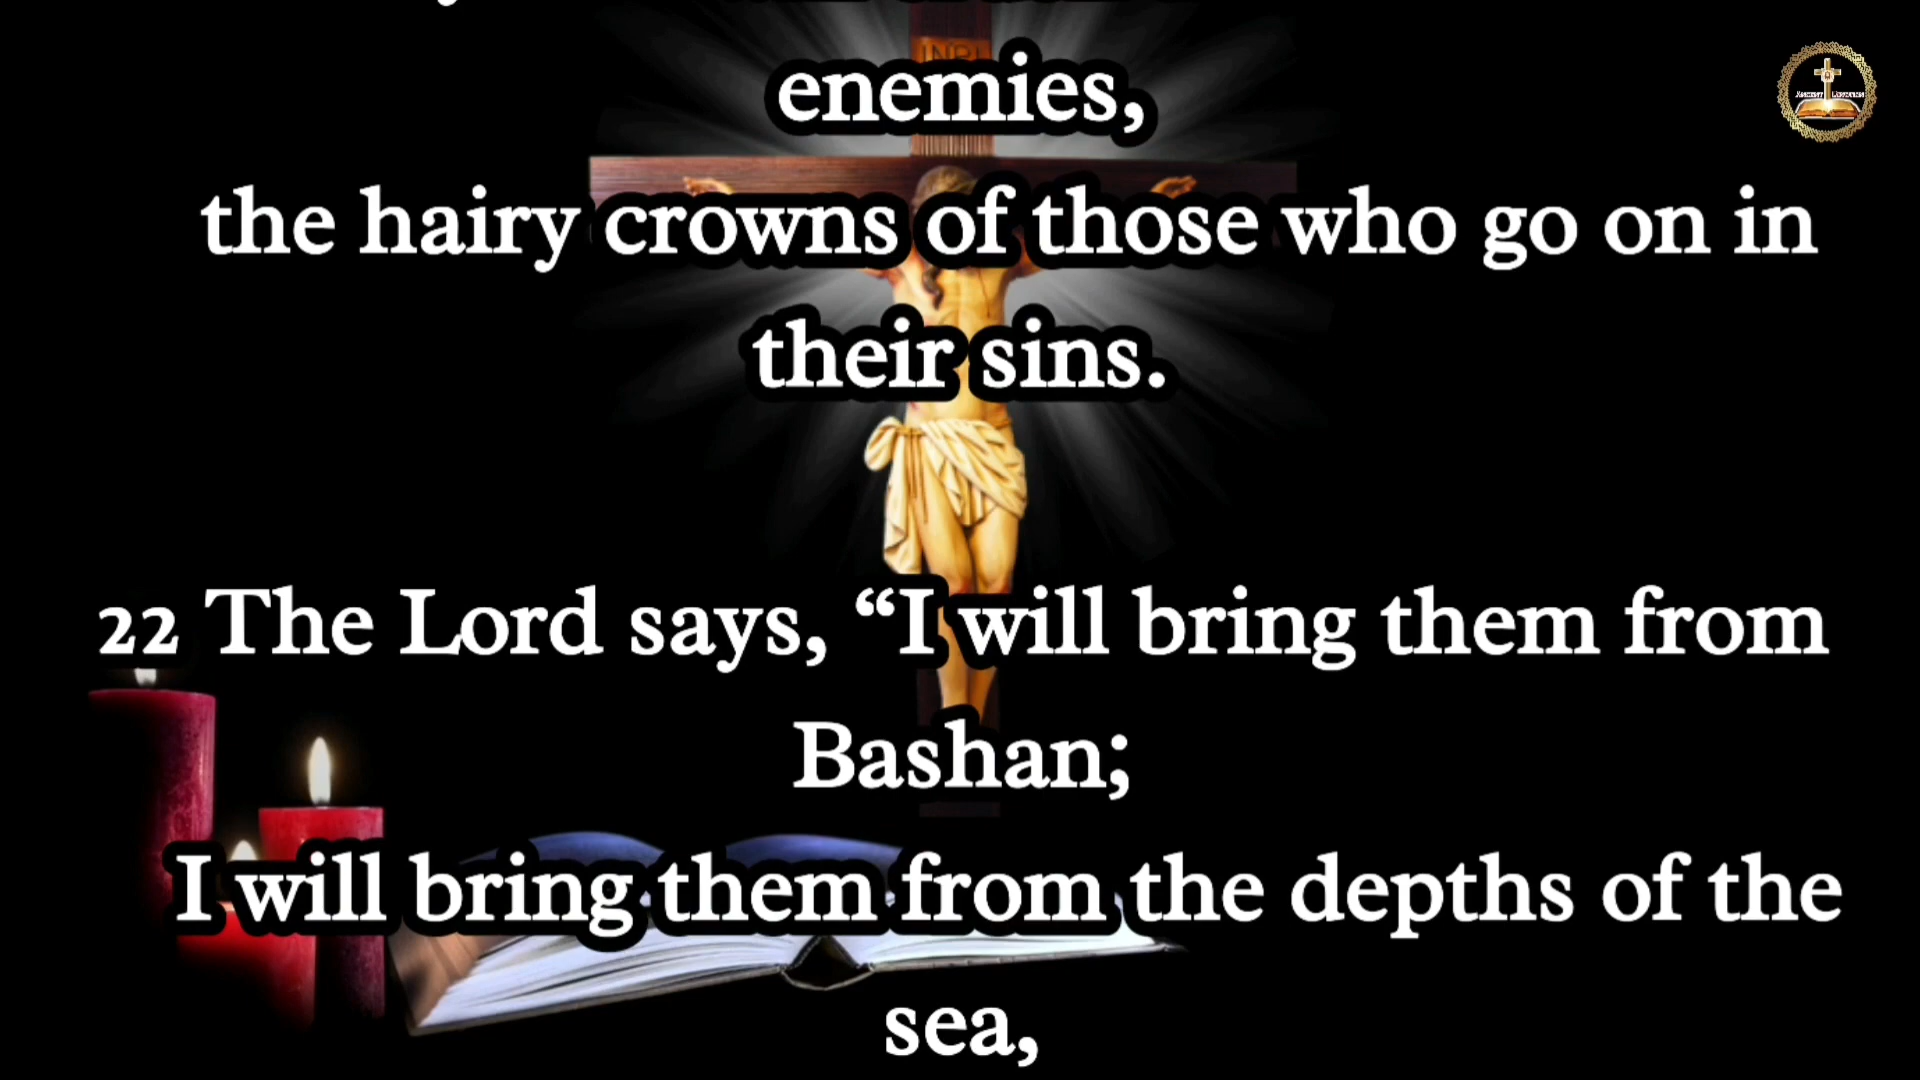 INRI
enemies,
the hairy crowns of those who go on in
their sins.
22 The Lord says, “I will bring them from
Bashan;
I will bring them from the depths of the
sea,